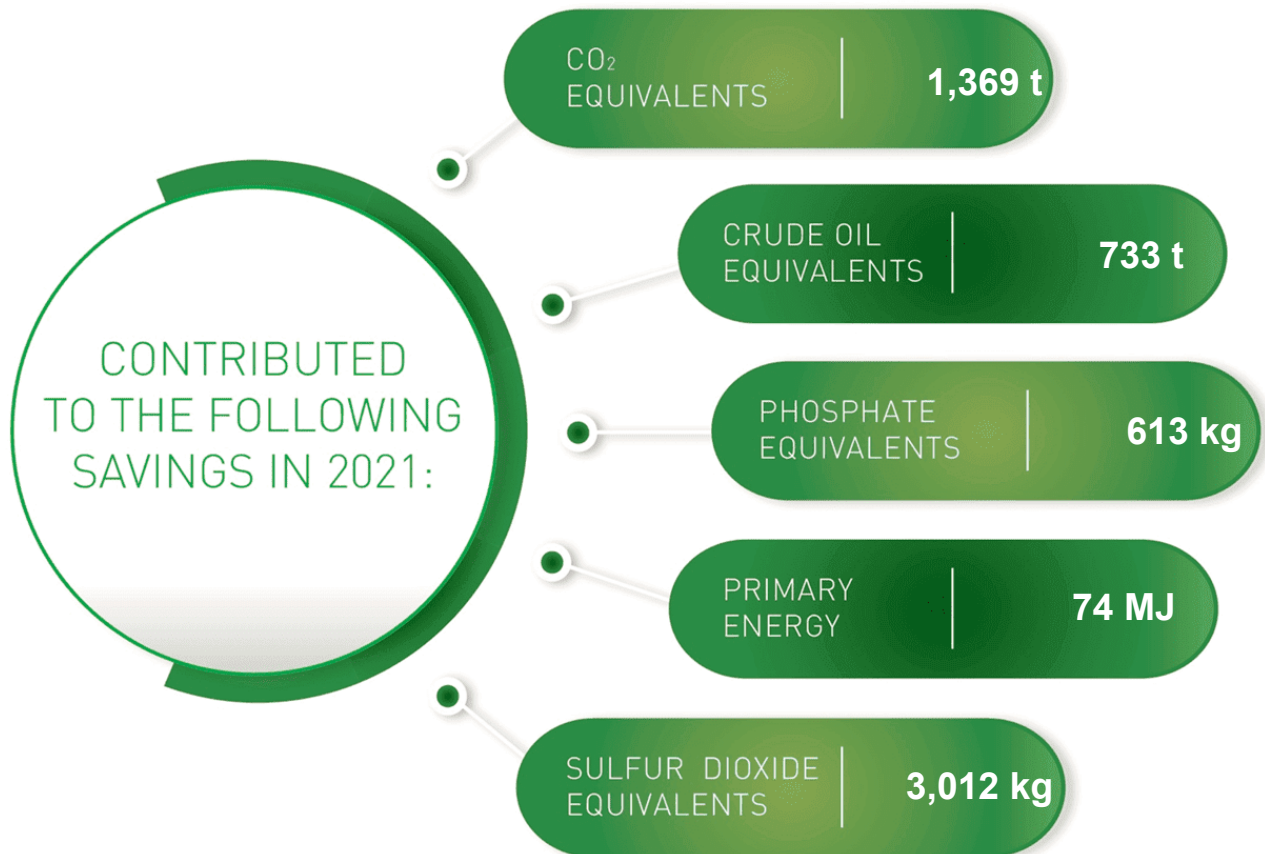 CONTRIBUTED
TO THE FOLLOWING
SAVINGS IN 2021:
CO₂
EQUIVALENTS
1,369 t
CRUDE OIL
EQUIVALENTS
733 t
PHOSPHATE
EQUIVALENTS
613 kg
PRIMARY
ENERGY
74 MJ
SULFUR DIOXIDE
EQUIVALENTS
3,012 kg